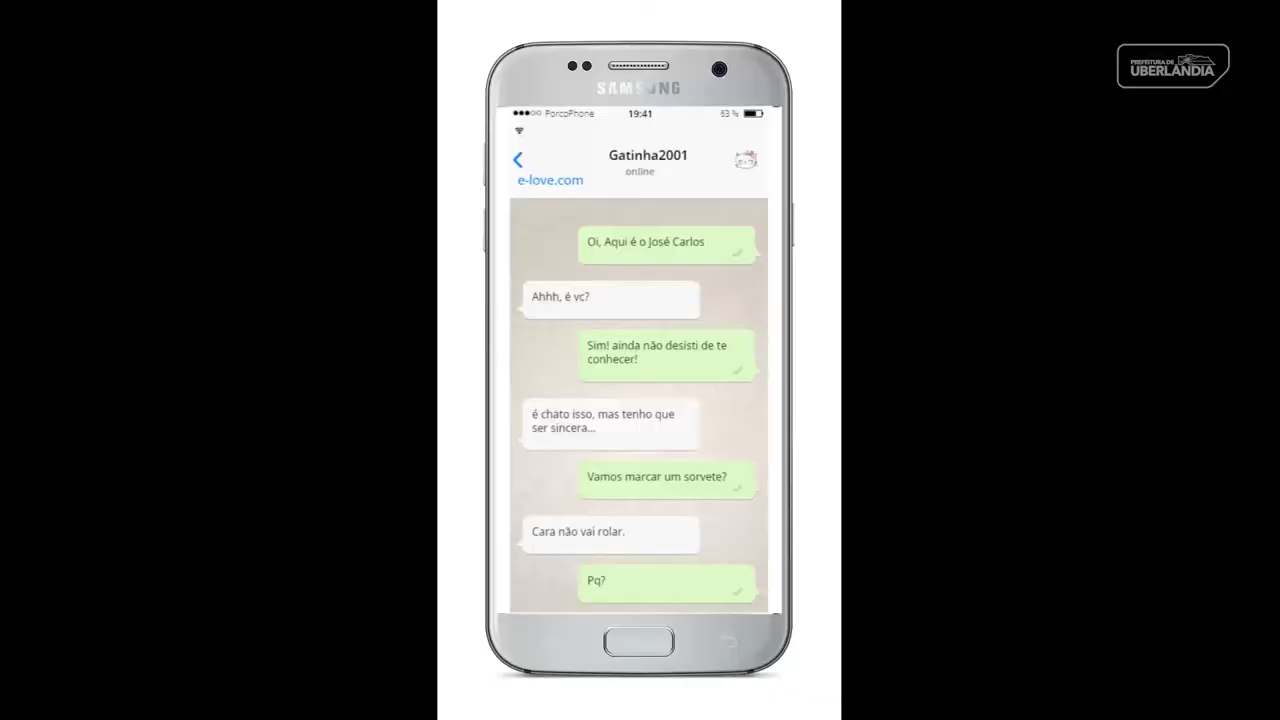 PREFEITURA DE
UBERLÂNDIA
SAMSUNG
PorcoPhone 19:41 63 %
Gatinha2001
online
e-love.com
Oi, Aqui é o José Carlos
Ahhh, é vc?
Sim! ainda não desisti de te
conhecer!
é chato isso, mas tenho que
ser sincera...
Vamos marcar um sorvete?
Cara não vai rolar.
Pq?